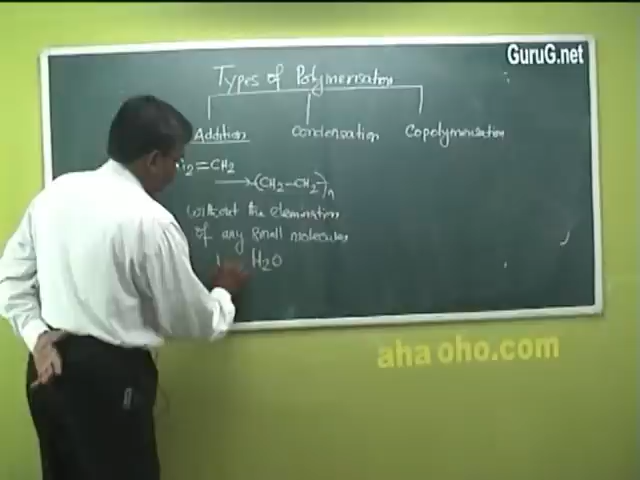 GuruG.net
Types of Polymerisation
Addition Condensation Copolymerisation
=CH2
→(CH2-CH2)n
without the elemination
of any small molecules
H2O
aha oho.com